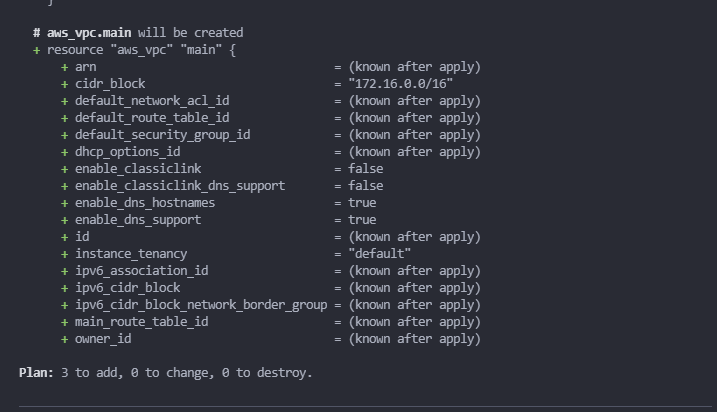 }
# aws_vpc.main will be created
+ resource "aws_vpc" "main" {
+ arn = (known after apply)
+ cidr_block = "172.16.0.0/16"
+ default_network_acl_id = (known after apply)
+ default_route_table_id = (known after apply)
+ default_security_group_id = (known after apply)
+ dhcp_options_id = (known after apply)
+ enable_classiclink = false
+ enable_classiclink_dns_support = false
+ enable_dns_hostnames = true
+ enable_dns_support = true
+ id = (known after apply)
+ instance_tenancy = "default"
+ ipv6_association_id = (known after apply)
+ ipv6_cidr_block = (known after apply)
+ ipv6_cidr_block_network_border_group = (known after apply)
+ main_route_table_id = (known after apply)
+ owner_id = (known after apply)
Plan: 3 to add, 0 to change, 0 to destroy.